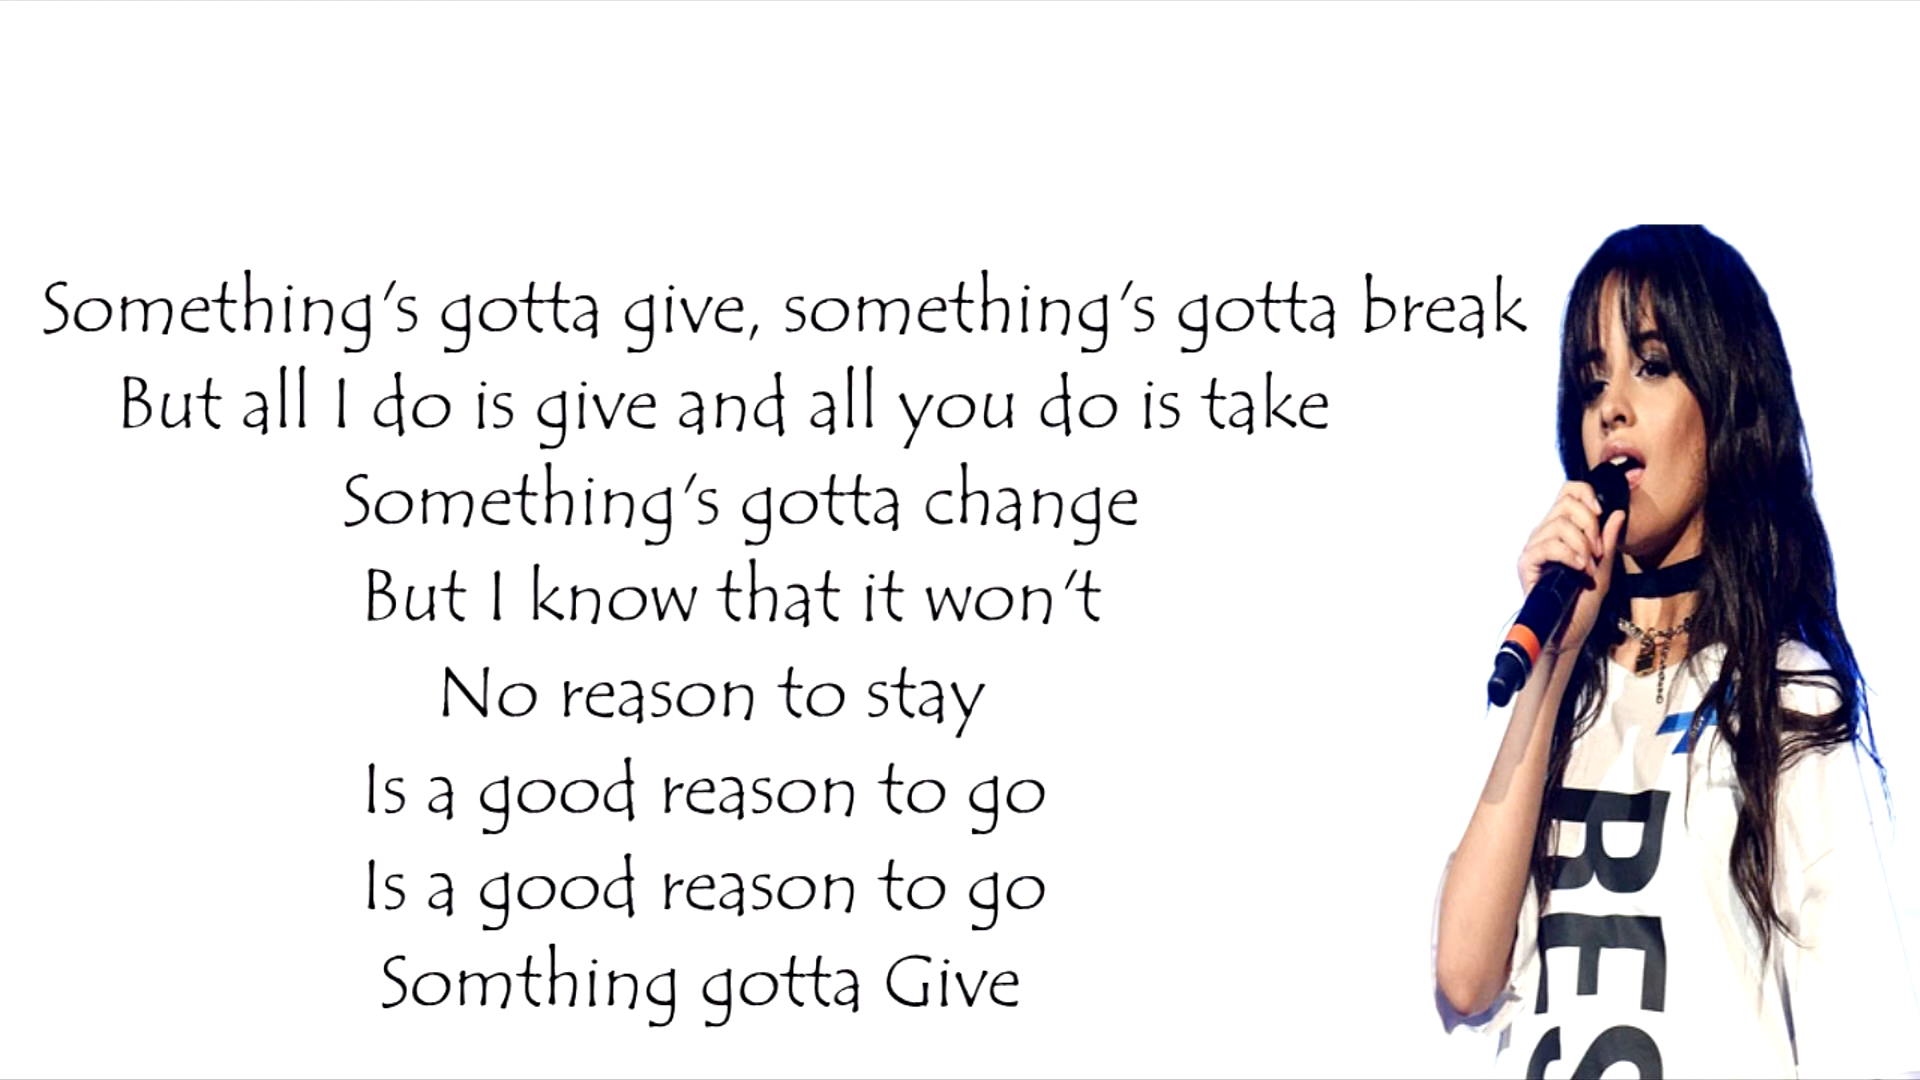 Something's gotta give, something's gotta break
But all I do is give and all you do is take
Something's gotta change
But I know that it won't
No reason to stay
Is a good reason to go
Is a good reason to go
Somthing gotta Give
RES